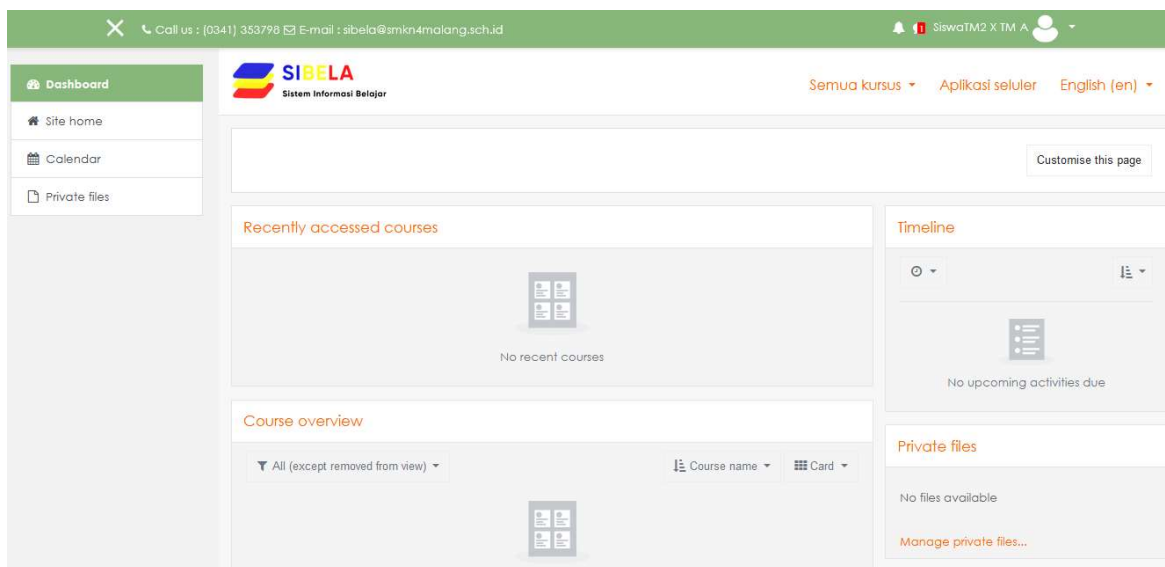 Call us : (0341) 353798 E-mail : sibela@smkn4malang.sch.id
1 SiswaTM2 X TM A
Dashboard
Site home
Calendar
Private files
SIBELA
Sistem Informasi Belajar
Semua kursus Aplikasi seluler English (en)
Customise this page
Recently accessed courses
No recent courses
Timeline
No upcoming activities due
Course overview
All (except removed from view) Course name Card
Private files
No files available
Manage private files...